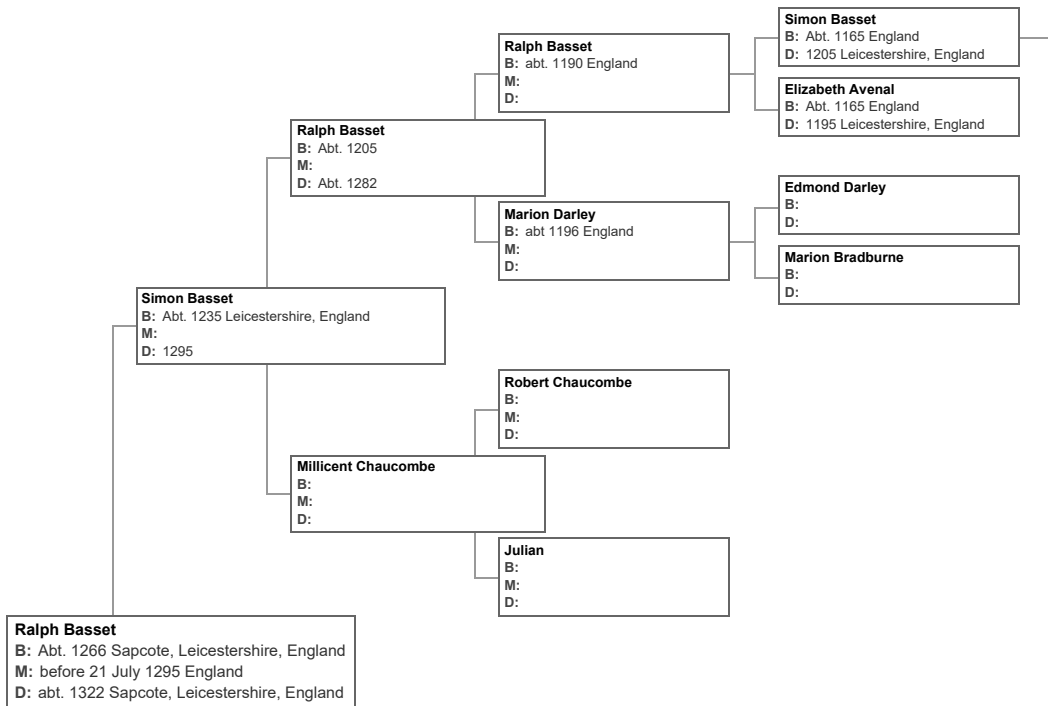 Simon Basset
B: Abt. 1165 England
D: 1205 Leicestershire, England
Ralph Basset
B: abt. 1190 England
M:
D:
Elizabeth Avenal
B: Abt. 1165 England
D: 1195 Leicestershire, England
Ralph Basset
B: Abt. 1205
M:
D: Abt. 1282
Edmond Darley
B:
D:
Marion Darley
B: abt 1196 England
M:
D:
Marion Bradburne
B:
D:
Simon Basset
B: Abt. 1235 Leicestershire, England
M:
D: 1295
Robert Chaucombe
B:
M:
D:
Millicent Chaucombe
B:
M:
D:
Julian
B:
M:
D:
Ralph Basset
B: Abt. 1266 Sapcote, Leicestershire, England
M: before 21 July 1295 England
D: abt. 1322 Sapcote, Leicestershire, England